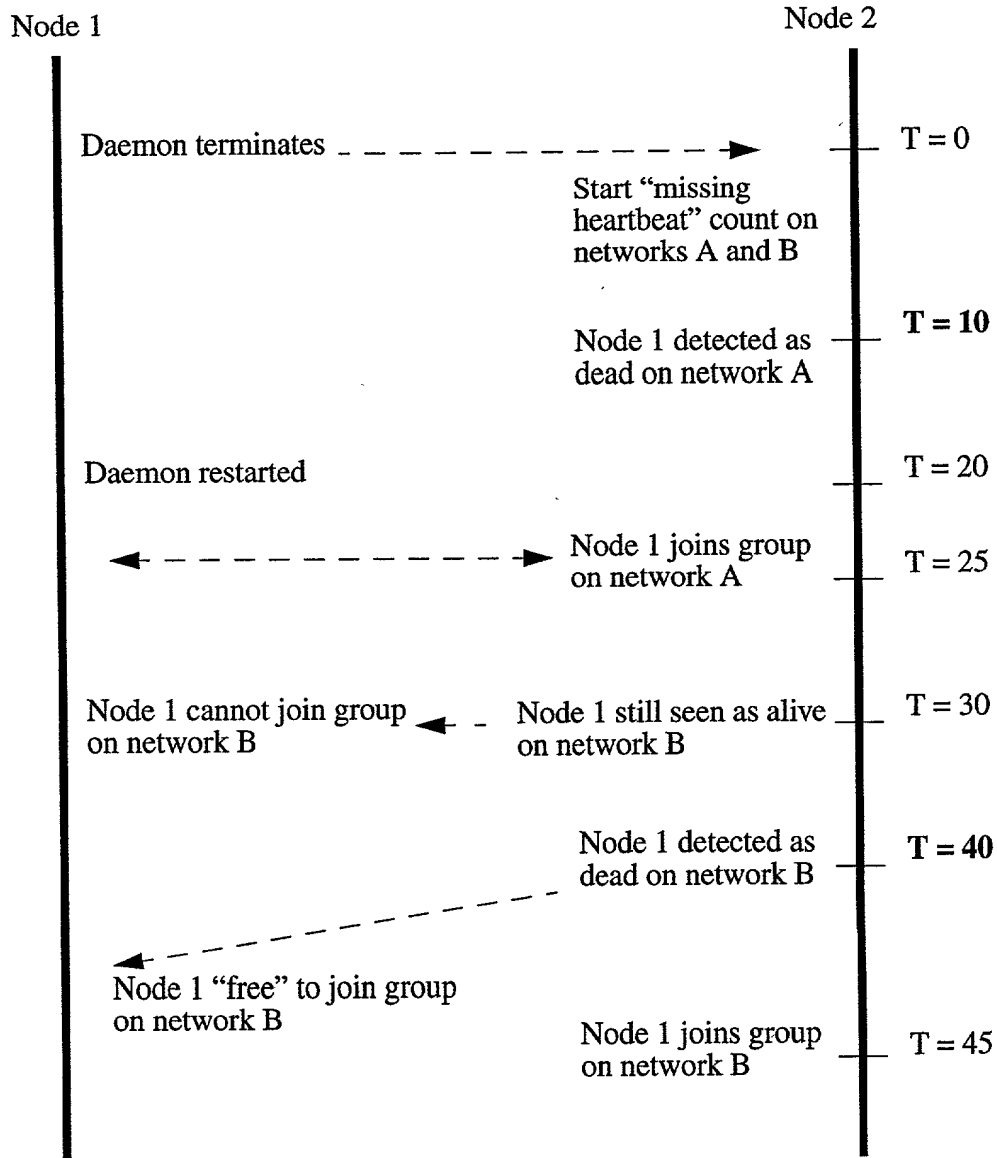 Node 1
Node 2
Daemon terminates
T = 0
Start “missing
heartbeat” count on
networks A and B
T = 10
Node 1 detected as
dead on network A
Daemon restarted
T = 20
Node 1 joins group
on network A
T = 25
Node 1 cannot join group
on network B
Node 1 still seen as alive
on network B
T = 30
Node 1 detected as
dead on network B
T = 40
Node 1 “free” to join group
on network B
Node 1 joins group
on network B
T = 45